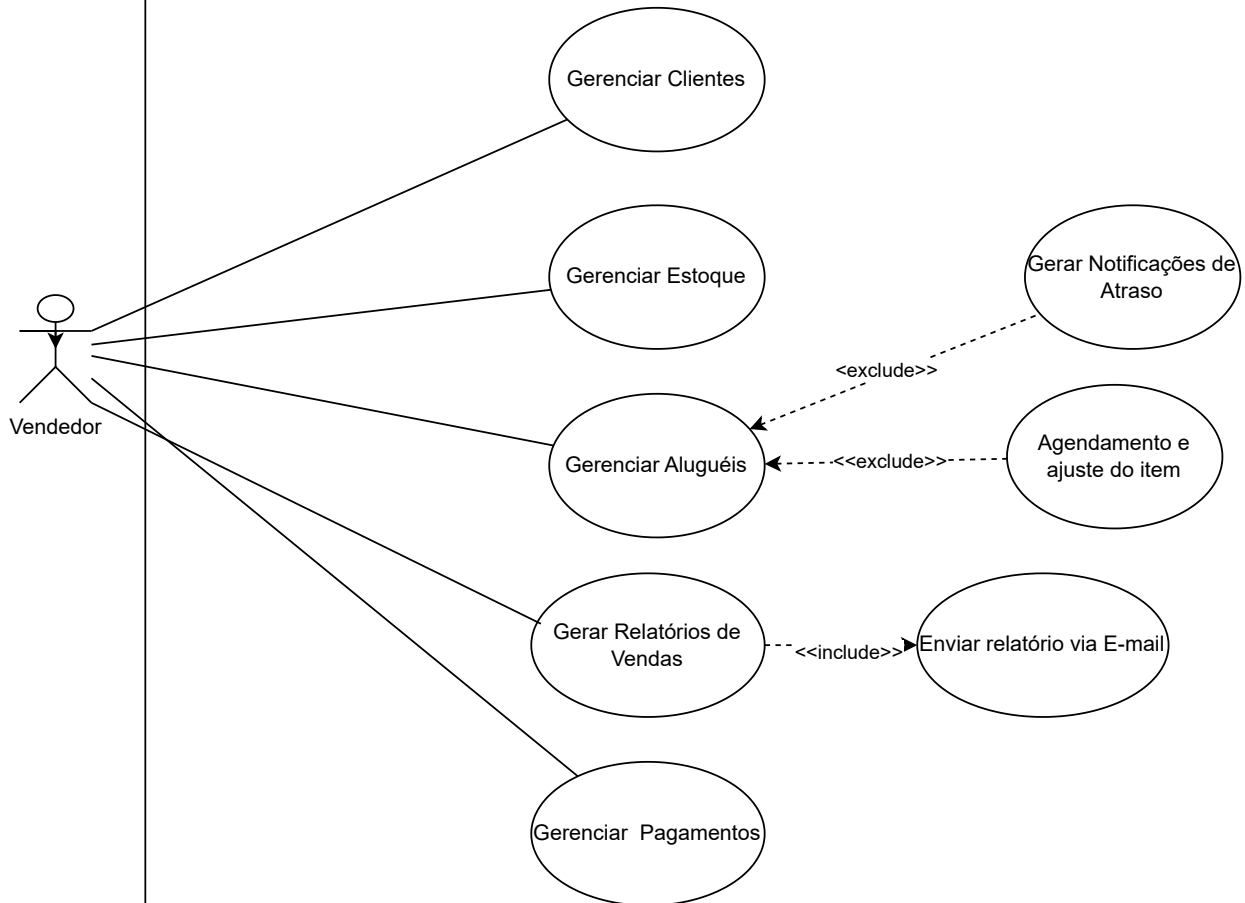 Gerenciar Clientes
Gerenciar Estoque
Gerar Notificações de
Atraso
<exclude>>
Vendedor
Gerenciar Aluguéis
<<exclude>>
Agendamento e
ajuste do item
Gerar Relatórios de
Vendas
<<include>>
Enviar relatório via E-mail
Gerenciar  Pagamentos